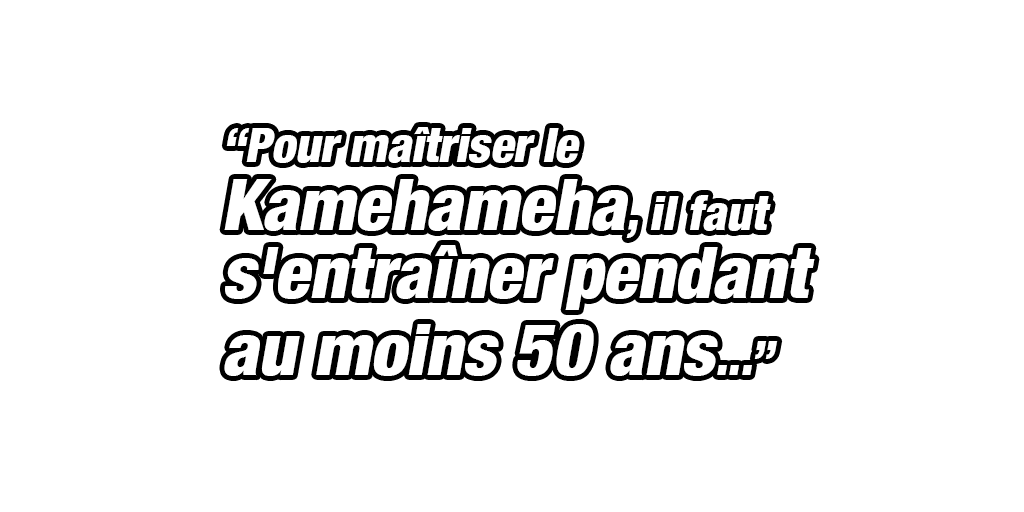 “Pour maîtriser le
Kamehameha, il faut
s'entraîner pendant
au moins 50 ans...”